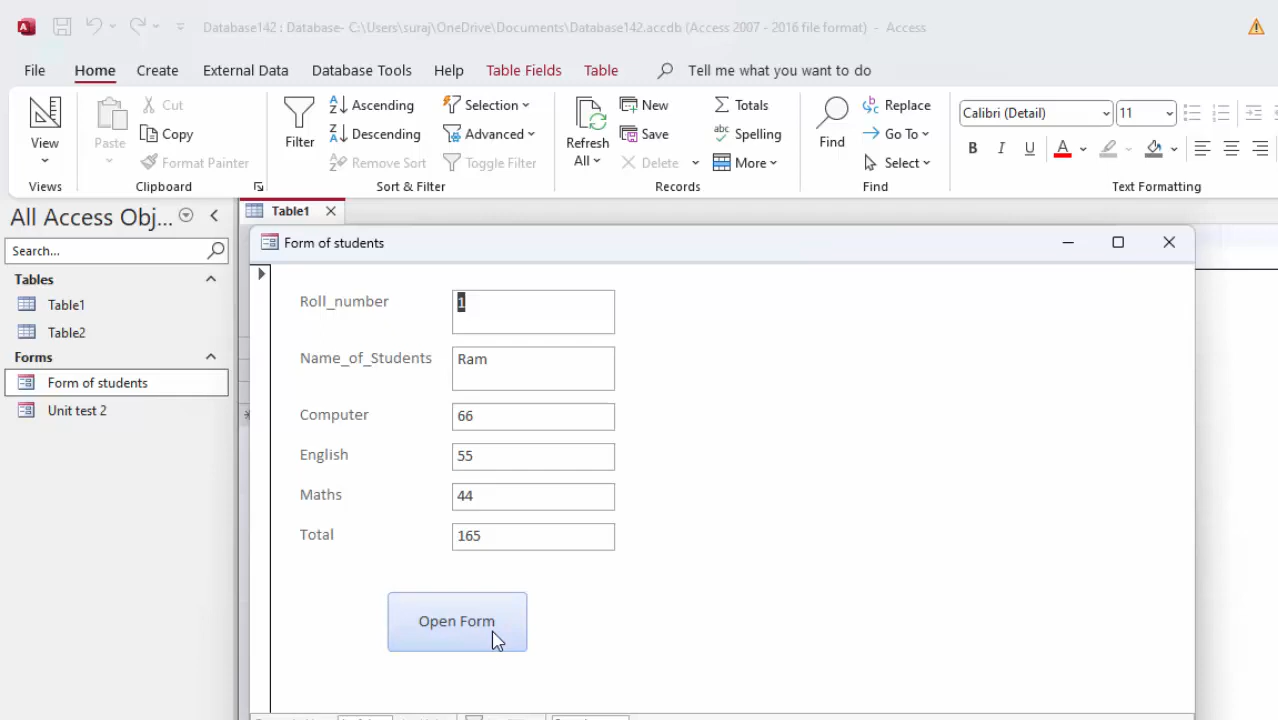 Database142 : Database- C:\Users\suraj\OneDrive\Documents\Database142.accdb (Access 2007 - 2016 file format) - Access
File Home Create External Data Database Tools Help Table Fields Table Tell me what you want to do
View
Views
Paste
Cut
Copy
Format Painter
Clipboard
Filter
Ascending
Descending
Remove Sort
Selection
Advanced
Toggle Filter
Sort & Filter
Refresh
All
New
Save
Delete
Totals
Spelling
More
Records
Find
Replace
Go To
Select
Find
Calibri (Detail) 11
B I U A
Text Formatting
All Access Obj...
Search...
Tables
Table1
Table2
Forms
Form of students
Unit test 2
Table1
Form of students
Roll_number 1
Name_of_Students Ram
Computer 66
English 55
Maths 44
Total 165
Open Form